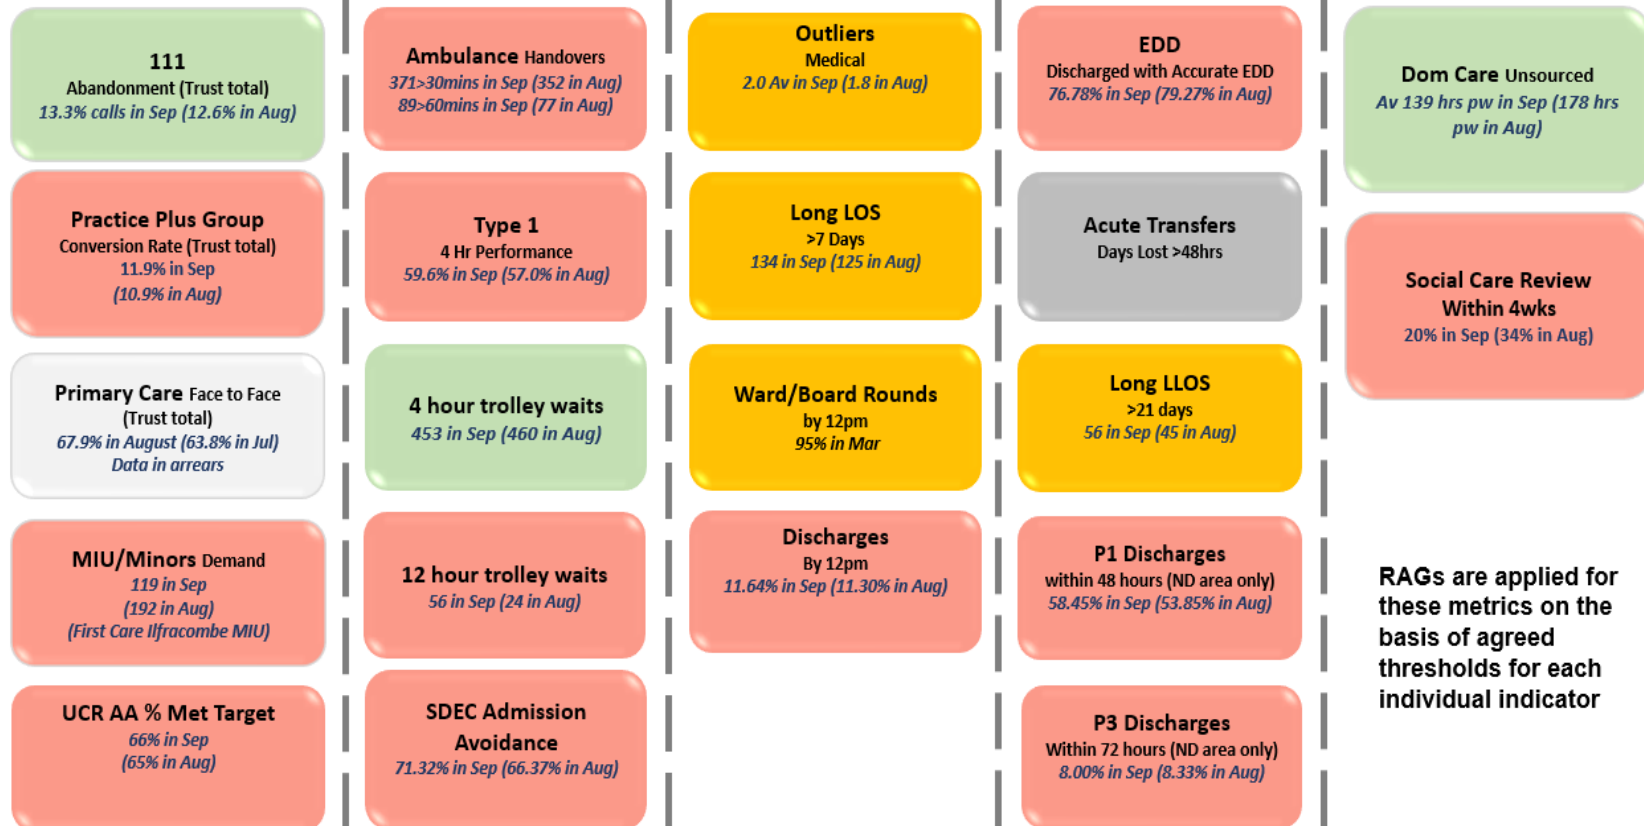 111
Abandonment (Trust total)
13.3% calls in Sep (12.6% in Aug)
Practice Plus Group
Conversion Rate (Trust total)
11.9% in Sep
(10.9% in Aug)
Primary Care Face to Face
(Trust total)
67.9% in August (63.8% in Jul)
Data in arrears
MIU/Minors Demand
119 in Sep
(192 in Aug)
(First Care Ilfracombe MIU)
UCR AA % Met Target
66% in Sep
(65% in Aug)
Ambulance Handovers
371>30mins in Sep (352 in Aug)
89>60mins in Sep (77 in Aug)
Type 1
4 Hr Performance
59.6% in Sep (57.0% in Aug)
4 hour trolley waits
453 in Sep (460 in Aug)
12 hour trolley waits
56 in Sep (24 in Aug)
SDEC Admission
Avoidance
71.32% in Sep (66.37% in Aug)
Outliers
Medical
2.0 Av in Sep (1.8 in Aug)
Long LOS
>7 Days
134 in Sep (125 in Aug)
Ward/Board Rounds
by 12pm
95% in Mar
Discharges
By 12pm
11.64% in Sep (11.30% in Aug)
EDD
Discharged with Accurate EDD
76.78% in Sep (79.27% in Aug)
Acute Transfers
Days Lost >48hrs
Long LLOS
>21 days
56 in Sep (45 in Aug)
P1 Discharges
within 48 hours (ND area only)
58.45% in Sep (53.85% in Aug)
P3 Discharges
Within 72 hours (ND area only)
8.00% in Sep (8.33% in Aug)
Dom Care Unsourced
Av 139 hrs pw in Sep (178 hrs
pw in Aug)
Social Care Review
Within 4wks
20% in Sep (34% in Aug)
RAGs are applied for
these metrics on the
basis of agreed
thresholds for each
individual indicator